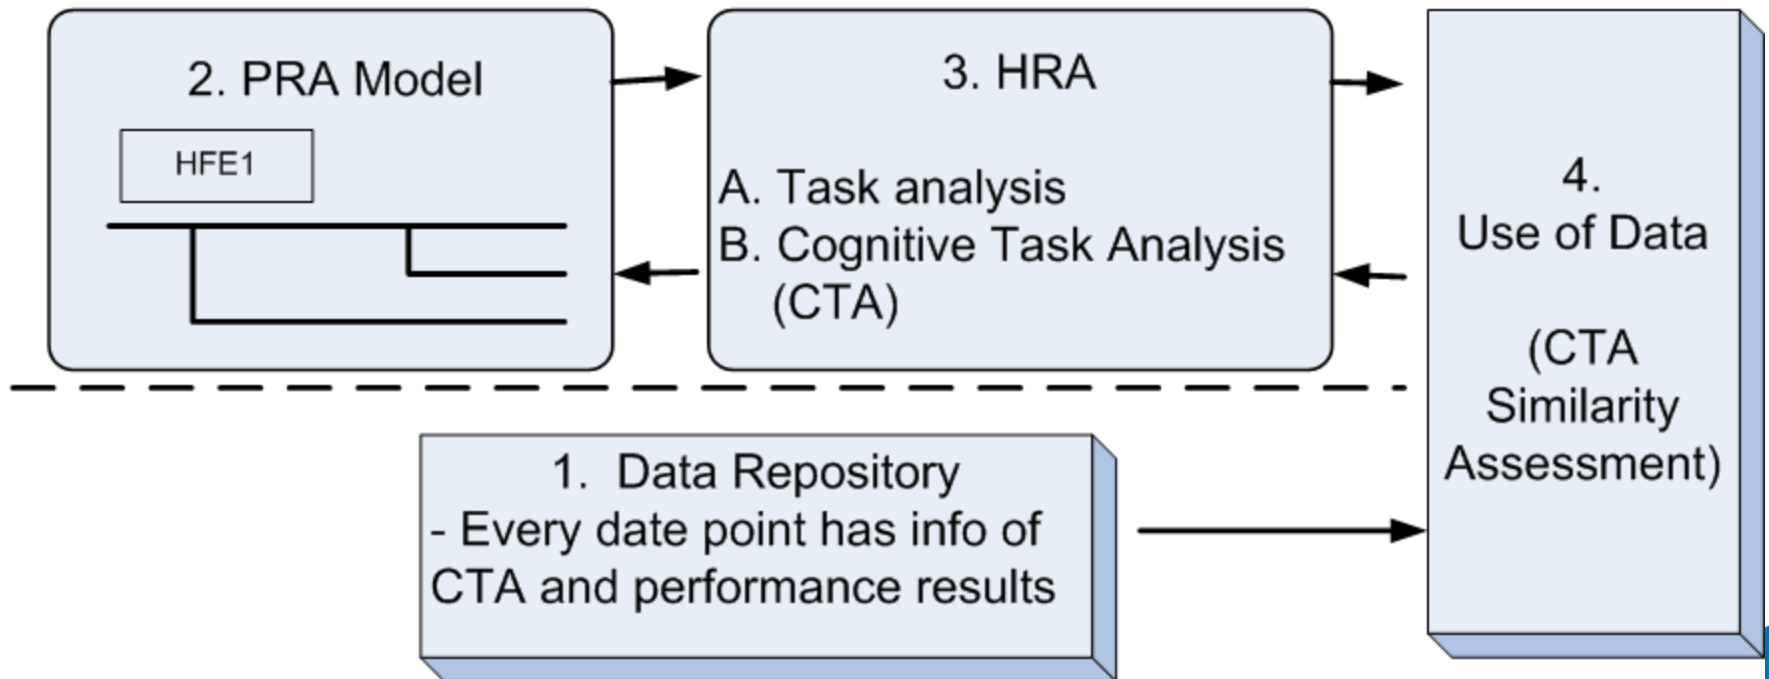 2. PRA Model
HFE1
3. HRA
A. Task analysis
B. Cognitive Task Analysis
(CTA)
4.
Use of Data
(CTA
Similarity
Assessment)
1. Data Repository
- Every date point has info of
CTA and performance results